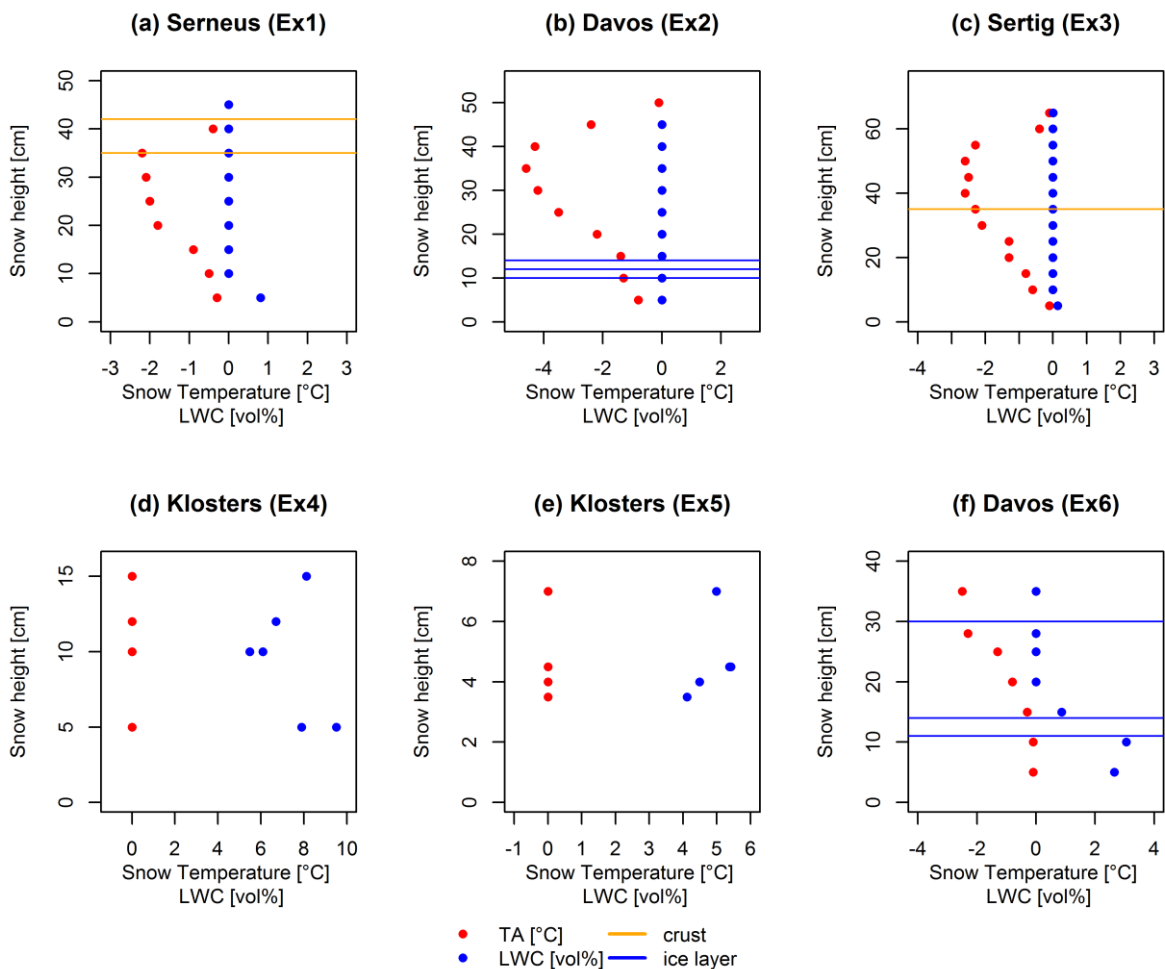 (a) Serneus (Ex1)
Snow height [cm]
0 10 20 30 40 50
-3 -2 -1 0 1 2 3
Snow Temperature [°C]
LWC [vol%]
(b) Davos (Ex2)
Snow height [cm]
0 10 20 30 40 50
-4 -2 0 2
Snow Temperature [°C]
LWC [vol%]
(c) Sertig (Ex3)
Snow height [cm]
0 20 40 60
-4 -3 -2 -1 0 1 2 3
Snow Temperature [°C]
LWC [vol%]
(d) Klosters (Ex4)
Snow height [cm]
0 5 10 15
0 2 4 6 8 10
Snow Temperature [°C]
LWC [vol%]
(e) Klosters (Ex5)
Snow height [cm]
0 2 4 6 8
-1 0 1 2 3 4 5 6
Snow Temperature [°C]
LWC [vol%]
(f) Davos (Ex6)
Snow height [cm]
0 10 20 30 40
-4 -2 0 2 4
Snow Temperature [°C]
LWC [vol%]
TA [°C]
LWC [vol%]
crust
ice layer